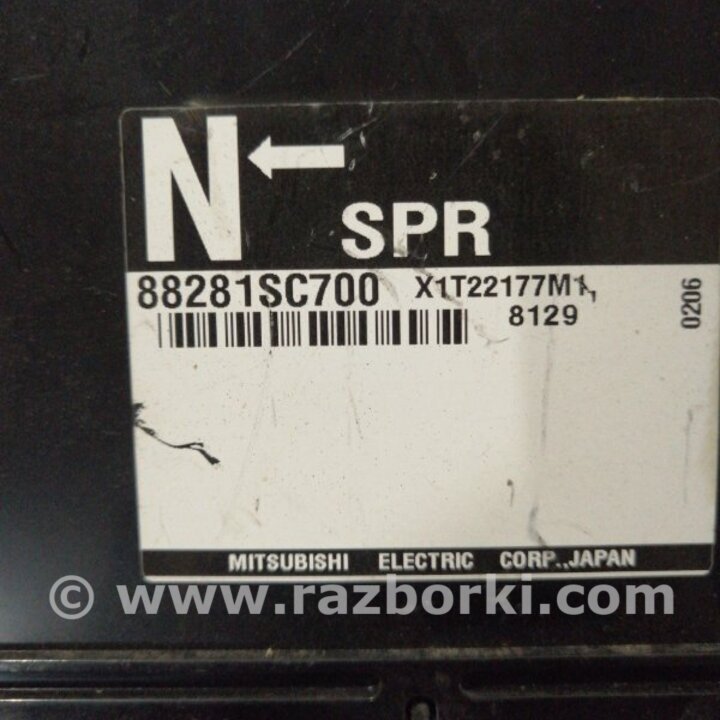 N ← SPR
88281SC700 X1T22177M1,
8129
0206
MITSUBISHI ELECTRIC CORP.,JAPAN
© www.razborki.com